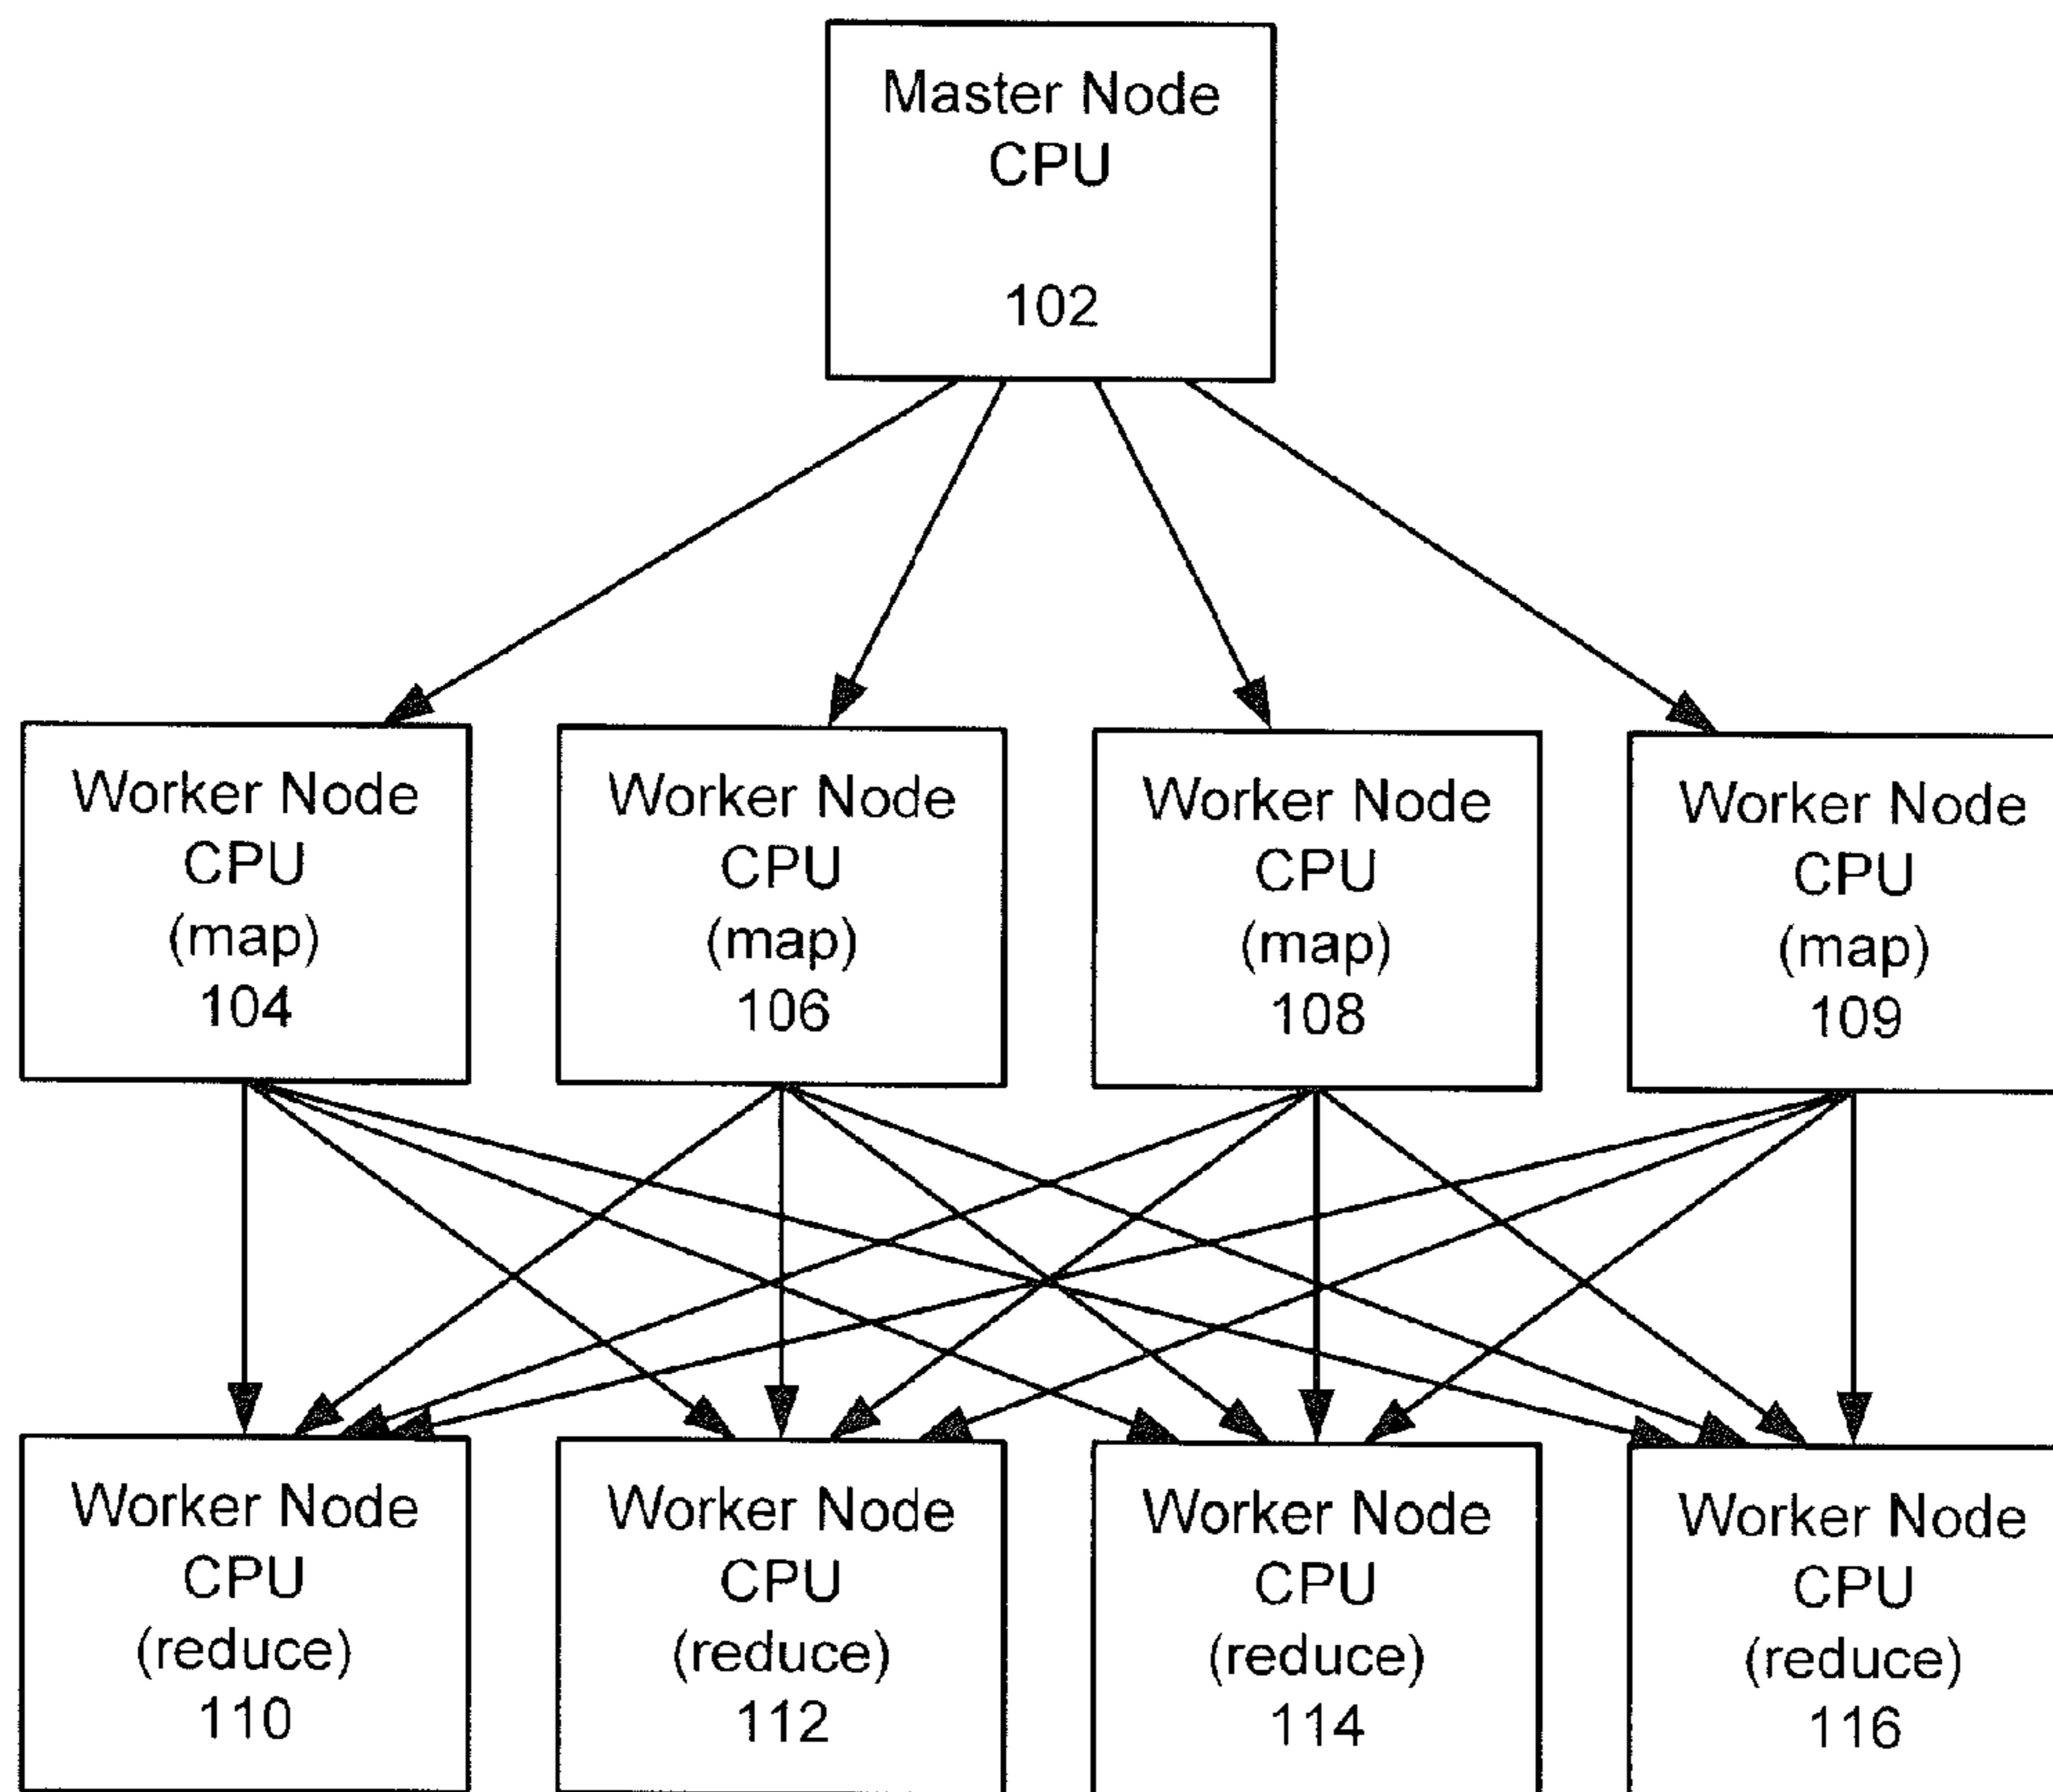 Master Node
CPU
102
Worker Node
CPU
(map)
104
Worker Node
CPU
(map)
106
Worker Node
CPU
(map)
108
Worker Node
CPU
(map)
109
Worker Node
CPU
(reduce)
110
Worker Node
CPU
(reduce)
112
Worker Node
CPU
(reduce)
114
Worker Node
CPU
(reduce)
116